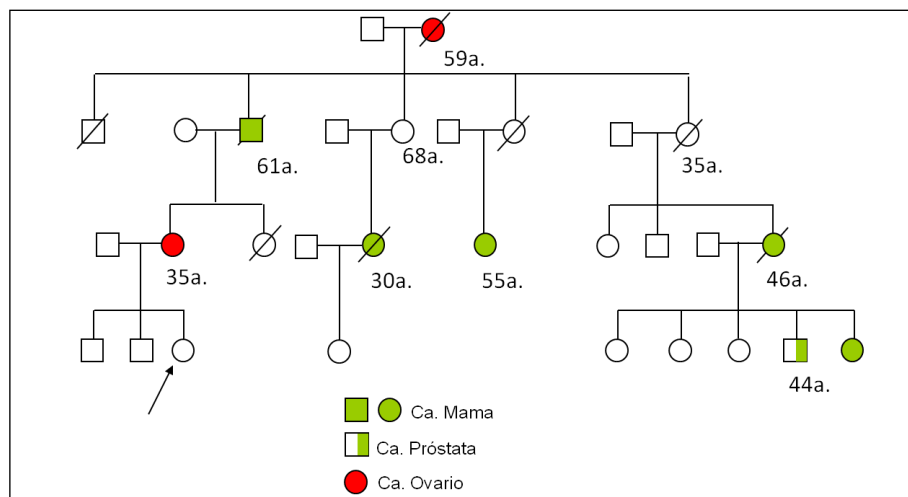 59a.
61a.
68a.
35a.
35a.
30a.
55a.
46a.
44a.
Ca. Mama
Ca. Próstata
Ca. Ovario